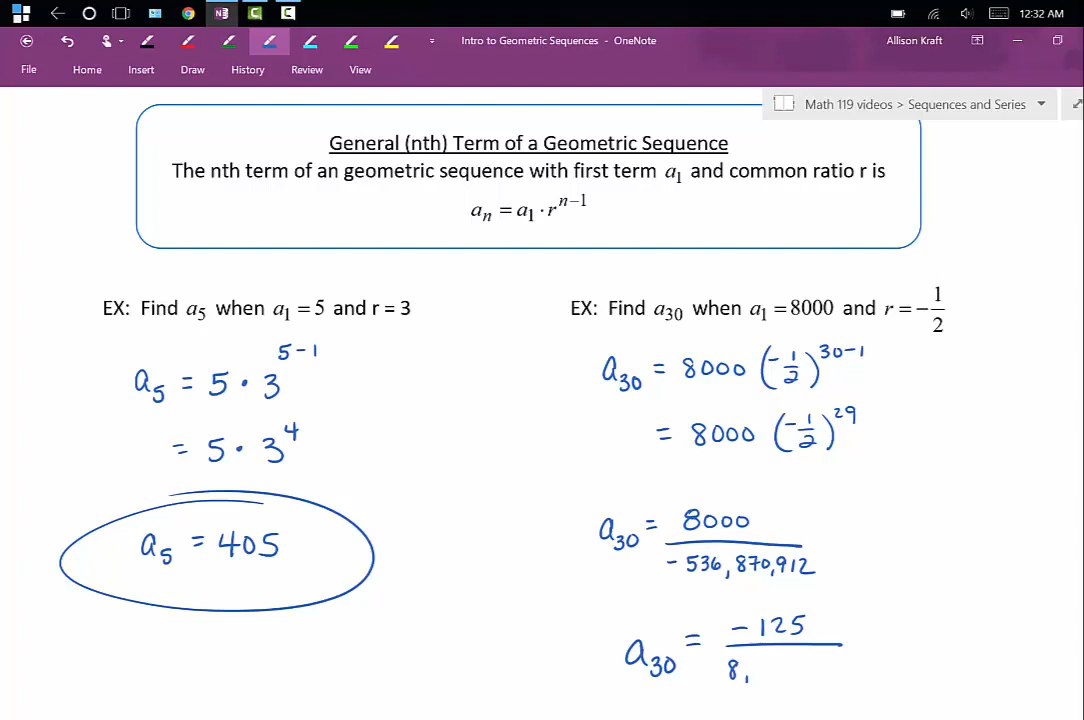 12:32 AM
Intro to Geometric Sequences - OneNote
Allison Kraft
File Home Insert Draw History Review View
Math 119 videos > Sequences and Series
General (nth) Term of a Geometric Sequence
The nth term of an geometric sequence with first term a₁ and common ratio r is
aₙ = a₁ · rⁿ⁻¹
EX: Find a₅ when a₁ = 5 and r = 3
a₅ = 5 · 3⁵⁻¹
= 5 · 3⁴
a₅ = 405
EX: Find a₃₀ when a₁ = 8000 and r = -1/2
a₃₀ = 8000 (-1/2)³⁰⁻¹
= 8000 (-1/2)²⁹
a₃₀ = 8000/-536,870,912
a₃₀ = -125/8,